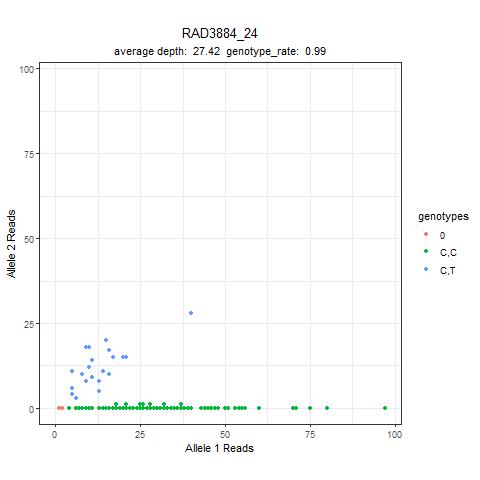 RAD3884_24
average depth: 27.42 genotype_rate: 0.99
100
75
50
25
0
Allele 2 Reads
0 25 50 75 100
Allele 1 Reads
genotypes
0
C,C
C,T